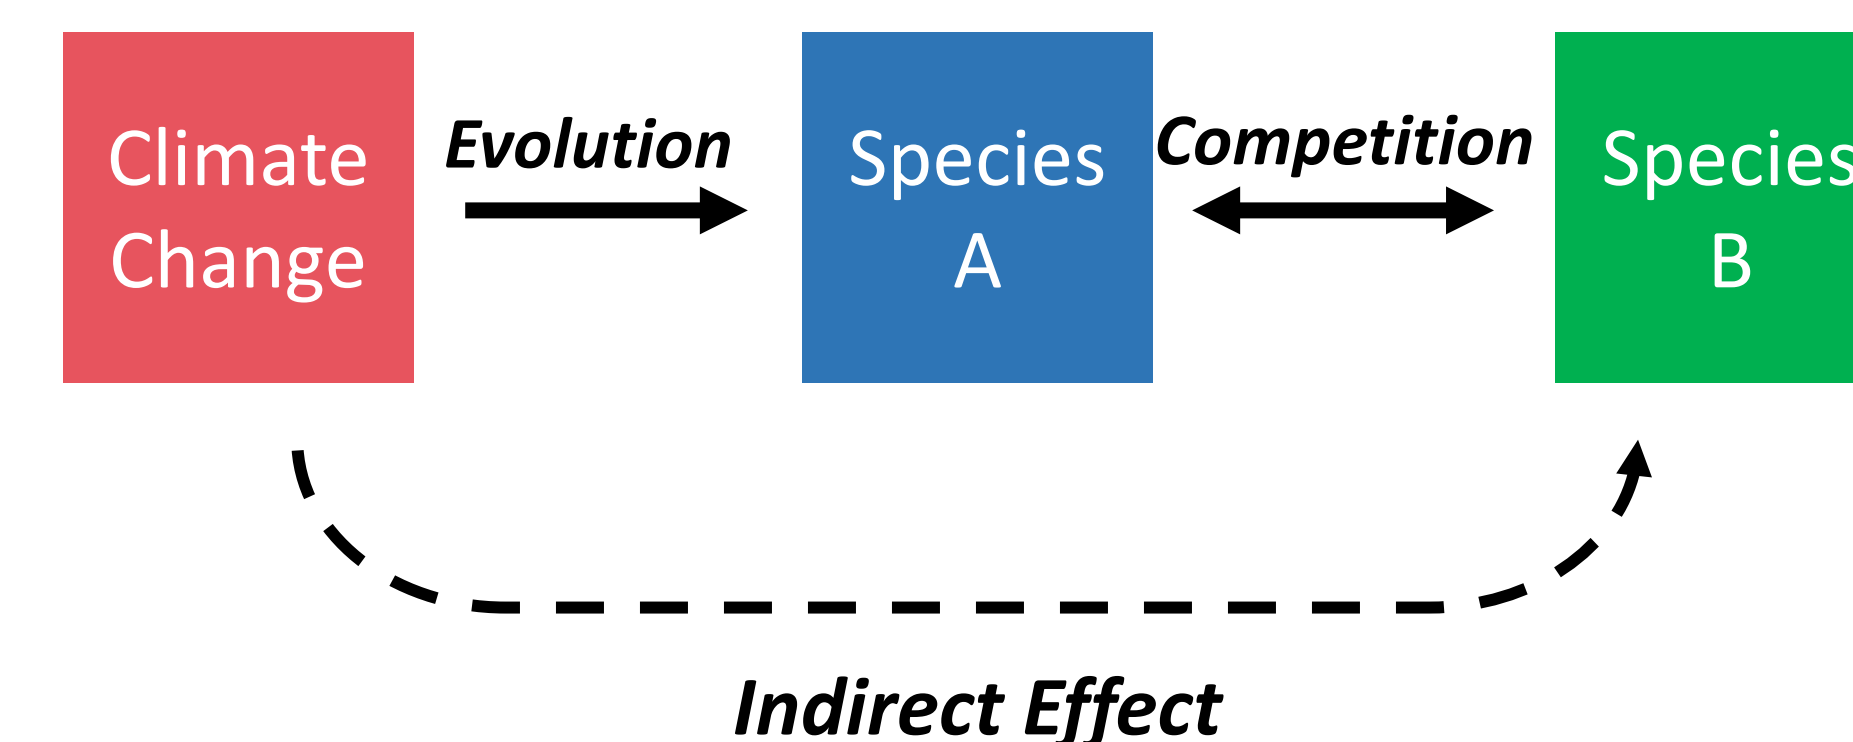 Climate
Change
Evolution
Species
A
Competition
Species
B
Indirect Effect